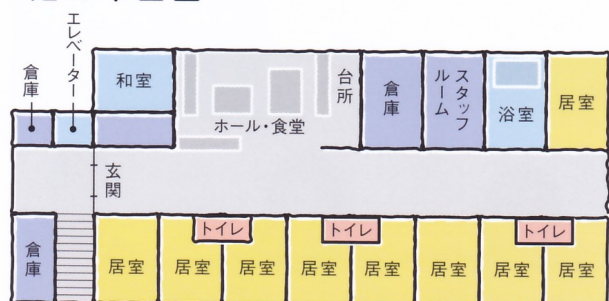 エレベーター
倉庫
和室
ホール・食堂
台所
倉庫
スタッフルーム
浴室
居室
玄関
倉庫
トイレ
トイレ
トイレ
居室
居室
居室
居室
居室
居室
居室
居室